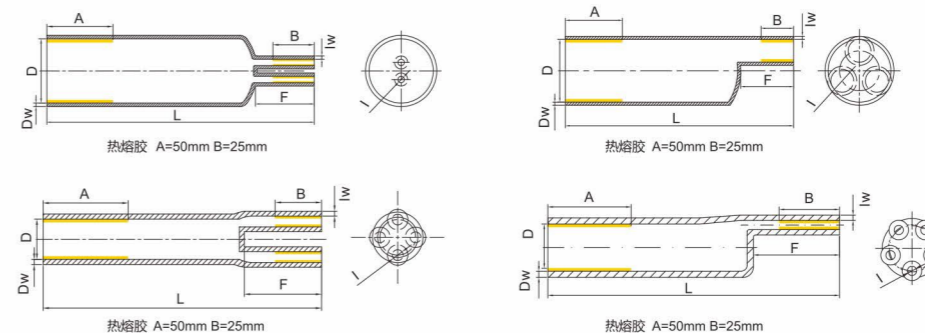 A
B
Iw
D
F
Dw
L
I
热熔胶 A=50mm B=25mm
A
B
Iw
D
F
Dw
L
I
热熔胶 A=50mm B=25mm
A
B
Iw
D
F
Dw
L
I
热熔胶 A=50mm B=25mm
A
B
Iw
D
F
Dw
L
I
热熔胶 A=50mm B=25mm